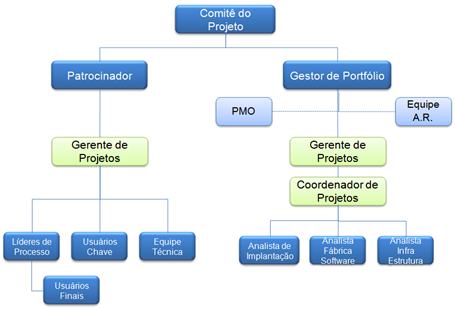 Comitê do
Projeto
Patrocinador
Gestor de Portfólio
PMO
Equipe
A.R.
Gerente de
Projetos
Gerente de
Projetos
Coordenador de
Projetos
Líderes de
Processo
Usuários
Chave
Equipe
Técnica
Analista de
Implantação
Analista
Fábrica
Software
Analista
Infra
Estrutura
Usuários
Finais